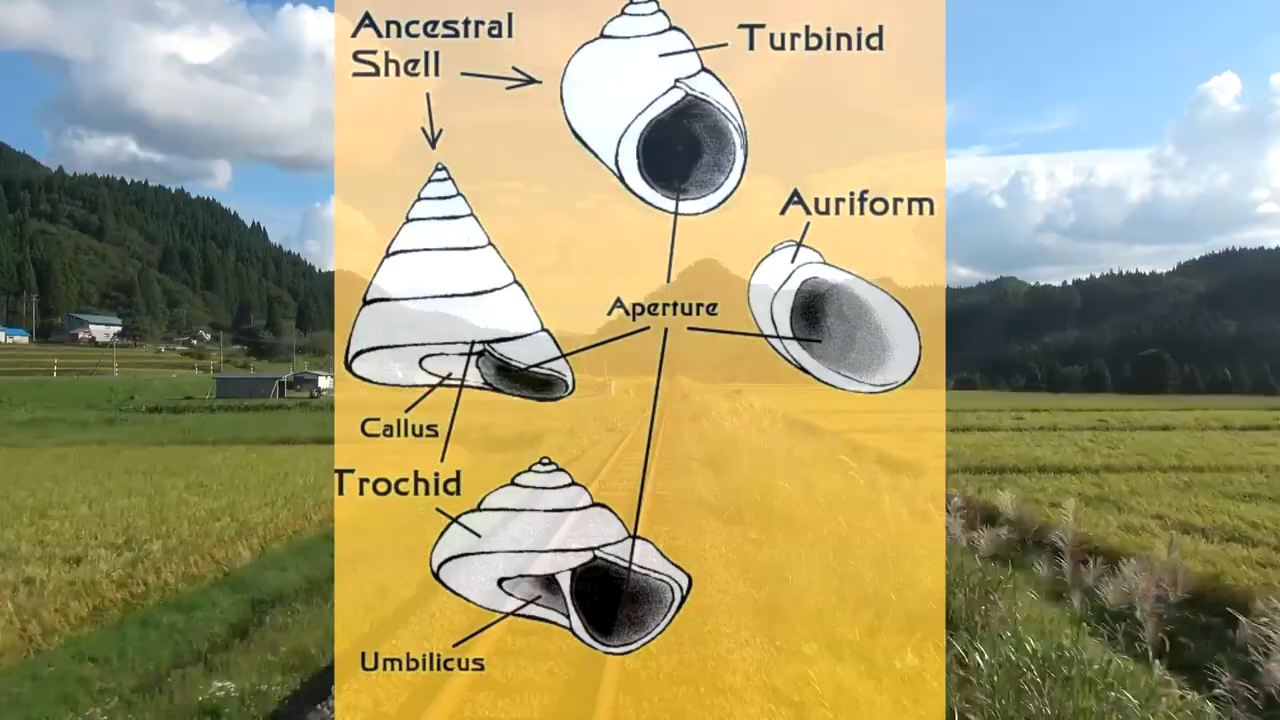 Ancestral
Shell
Turbinid
Auriform
Aperture
Callus
Trochid
Umbilicus